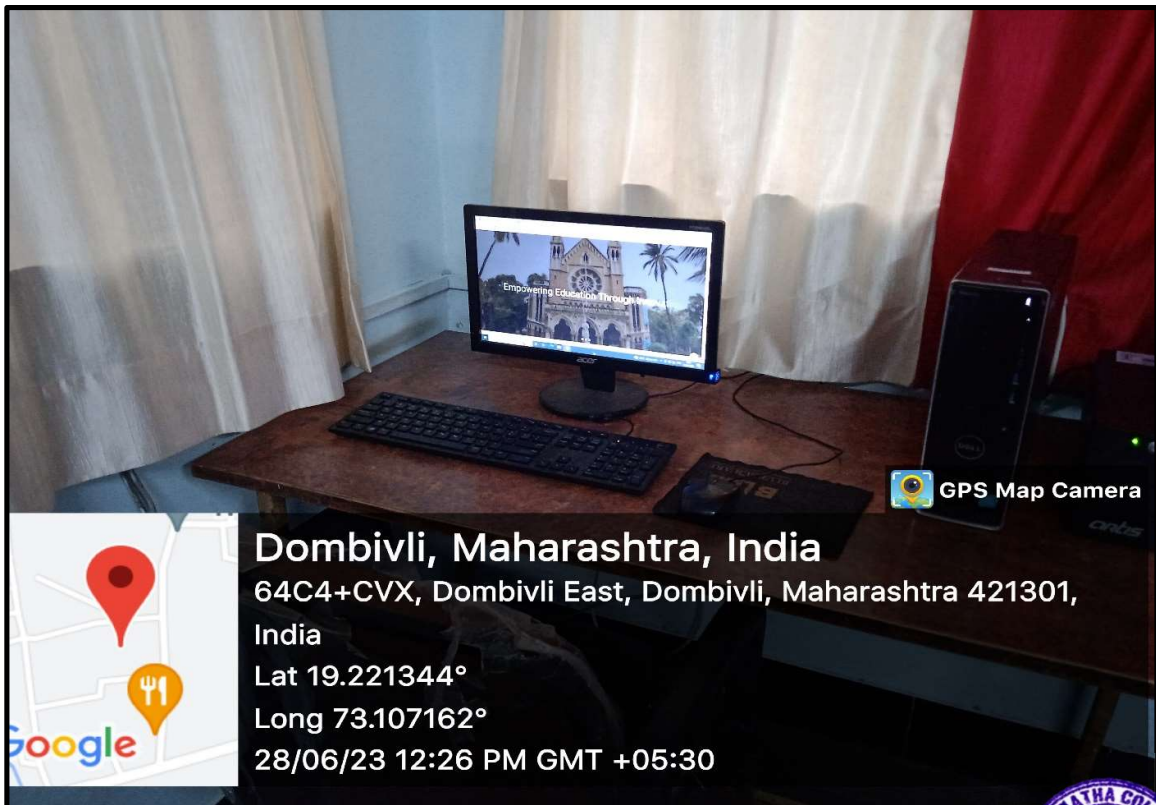 Empowering Education Through
acer
DELL
GPS Map Camera
Dombivli, Maharashtra, India
64C4+CVX, Dombivli East, Dombivli, Maharashtra 421301,
India
Lat 19.221344°
Long 73.107162°
28/06/23 12:26 PM GMT +05:30
Google